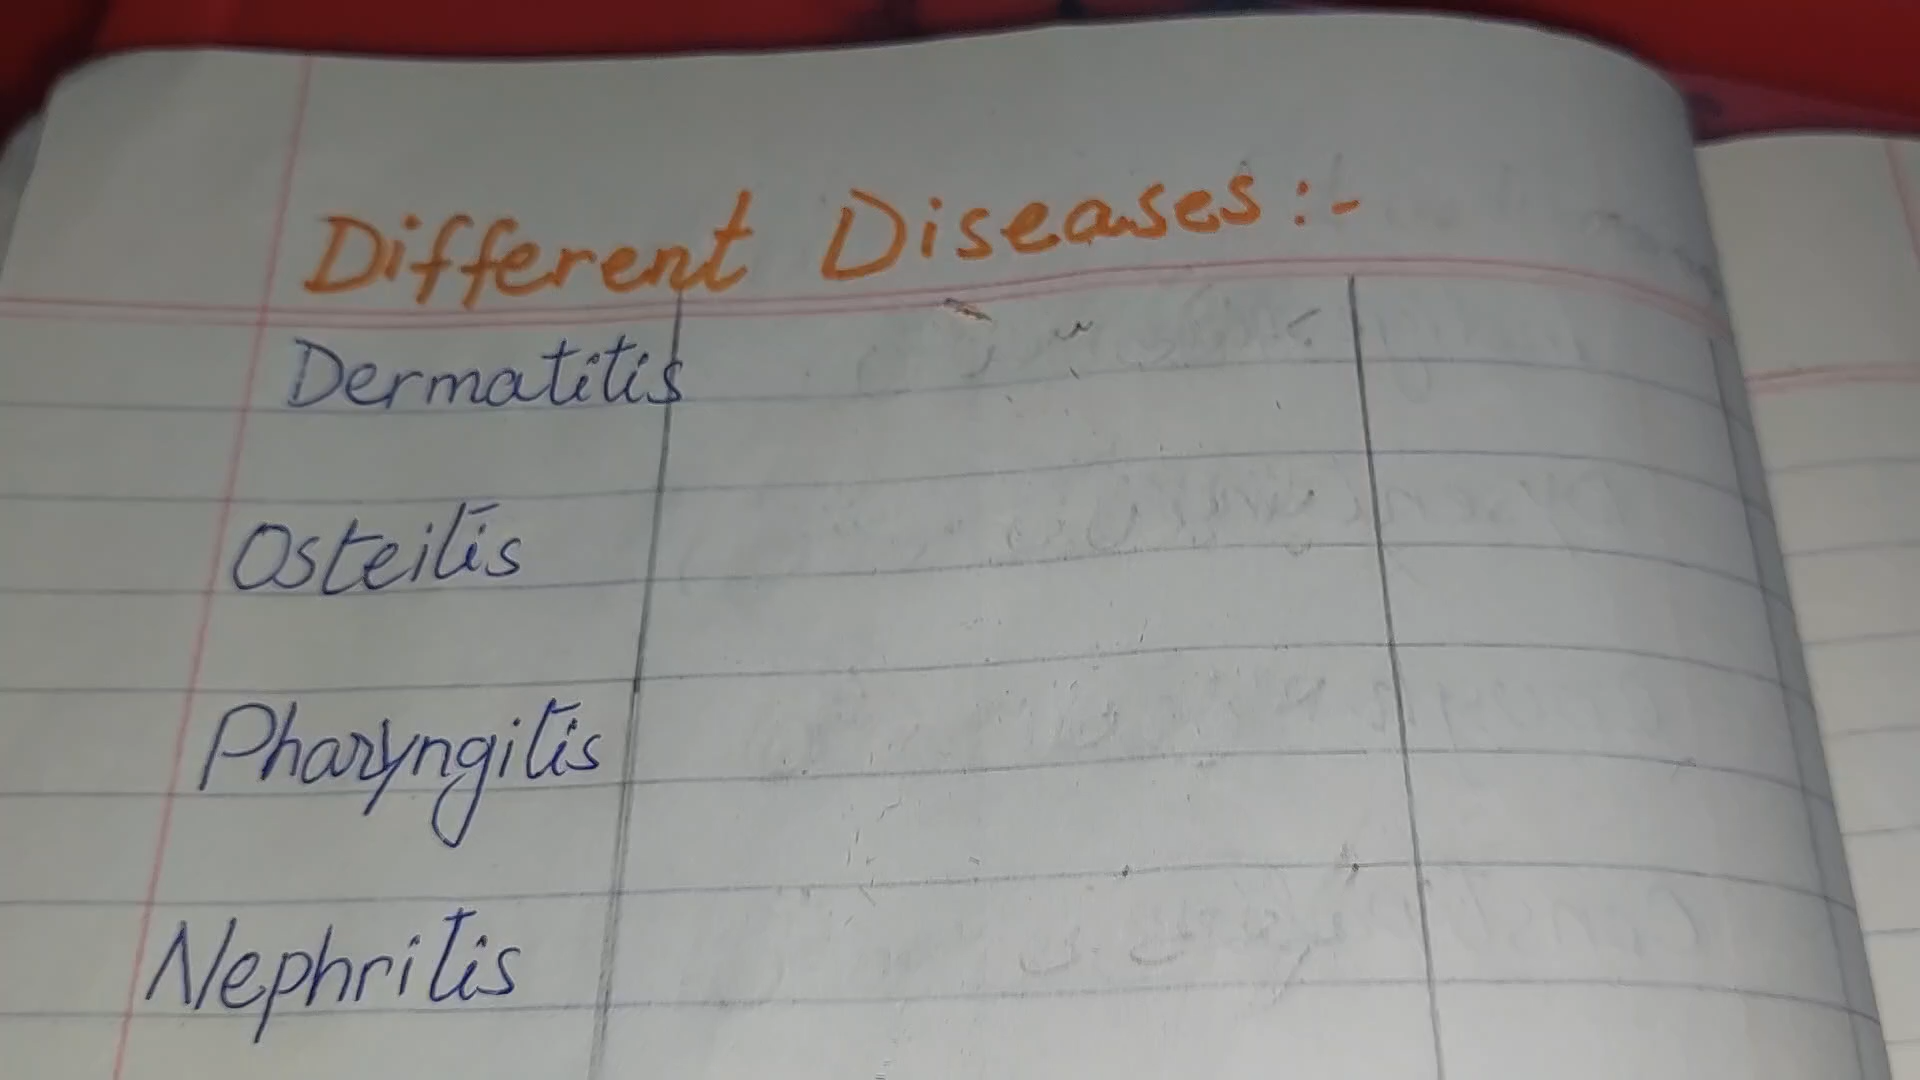 Different Diseases :-
Dermatitis
Osteitis
Pharyngitis
Nephritis